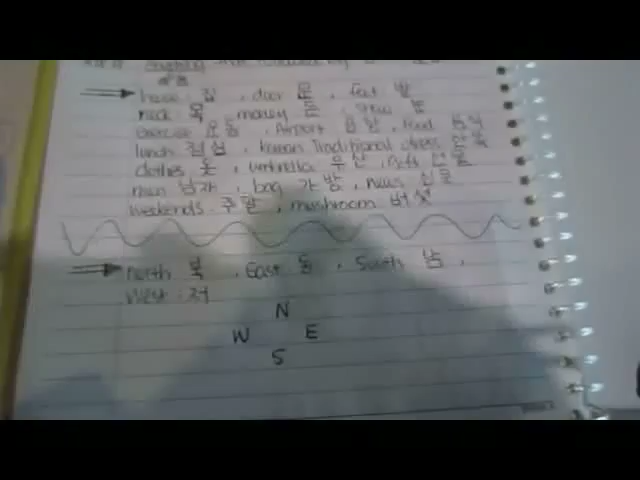 house : 집 , door 문 , feet 발
neck : 목 , money 돈 , snow 눈
exercise 운동 , Airport 공항 , food 음식
lunch 점심 , korean Traditional dress 한복
clothes 옷 , umbrella 우산 , Gift 선물
man 남자 , bag 가방 , News 신문
weekends 주말 , mushroom 버섯
North 북 , East 동 , South 남 ,
West : 서
N
W E
S